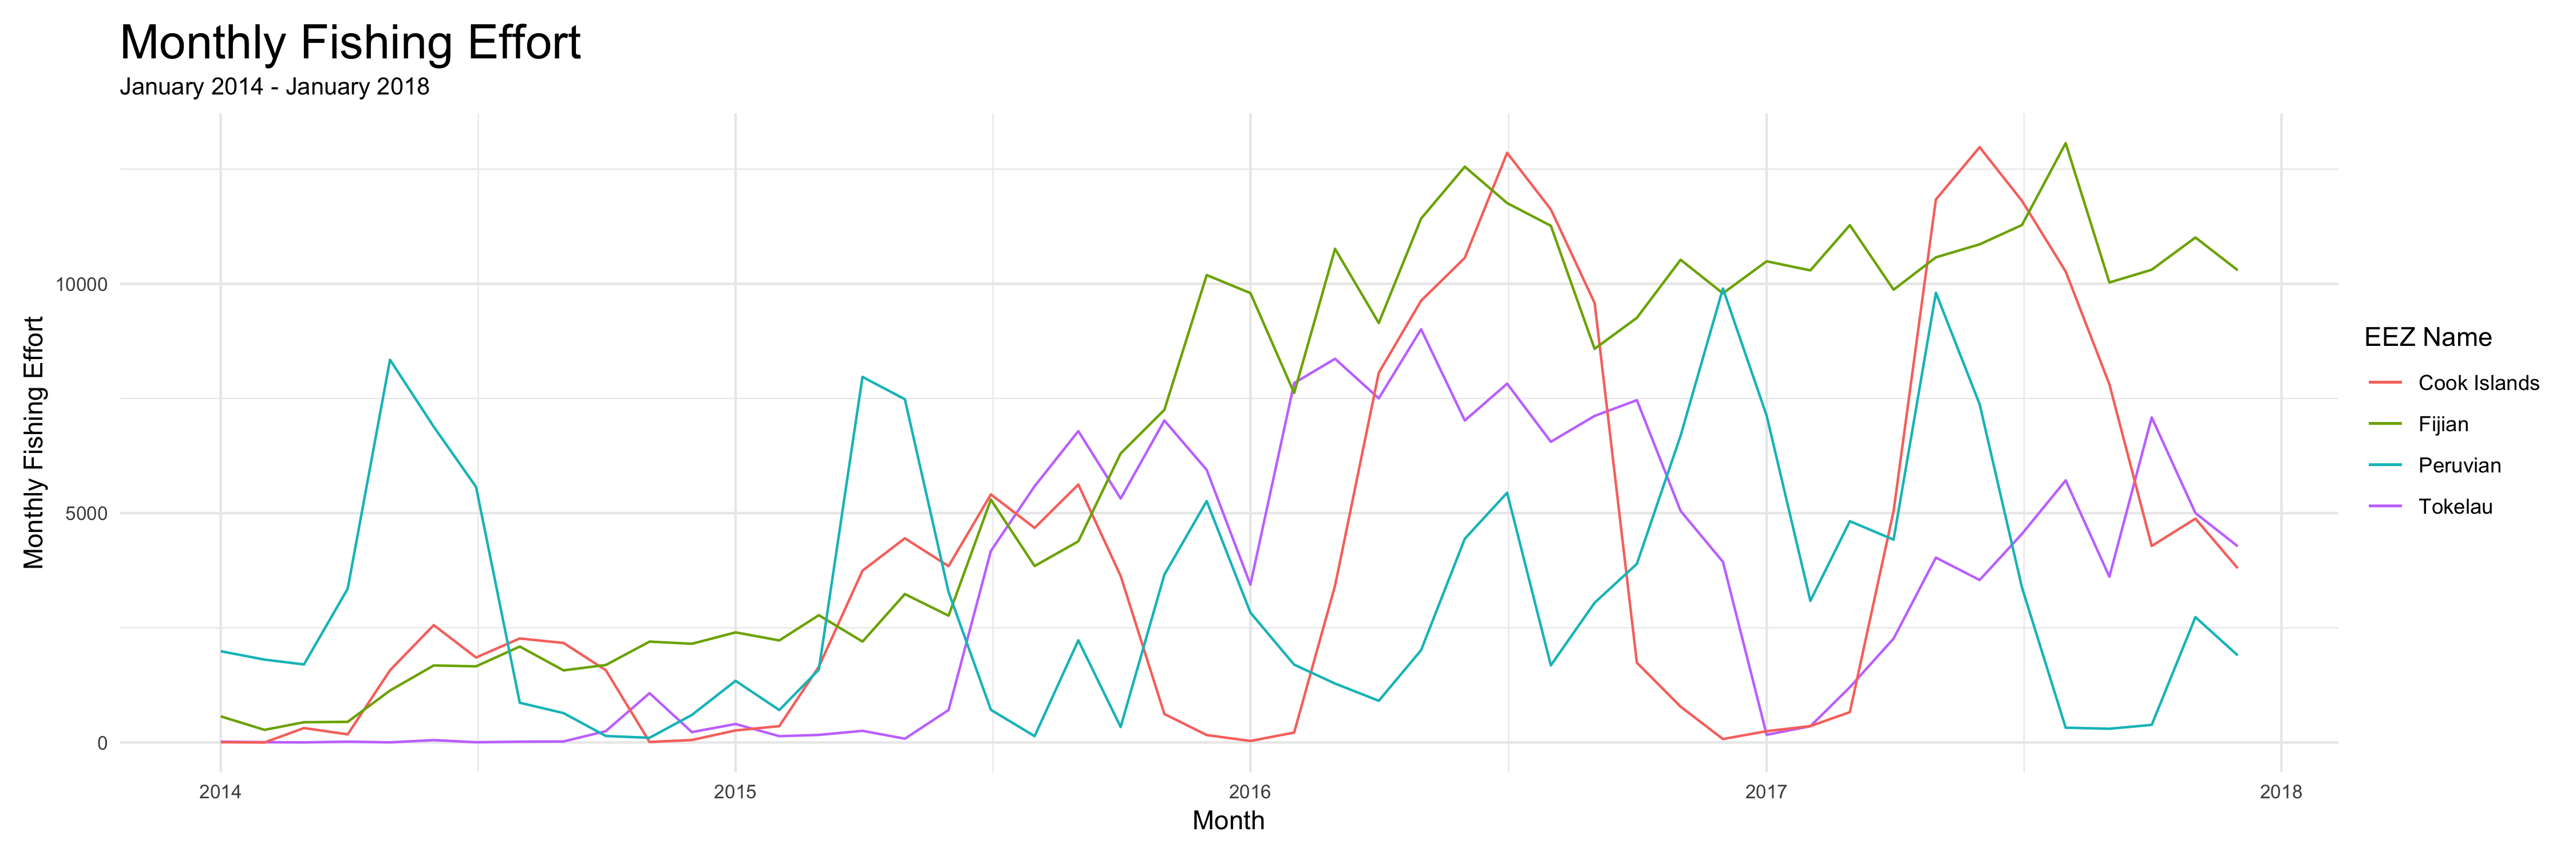 Monthly Fishing Effort
January 2014 - January 2018
Monthly Fishing Effort
10000
5000
0
2014
2015
2016
2017
2018
Month
EEZ Name
Cook Islands
Fijian
Peruvian
Tokelau